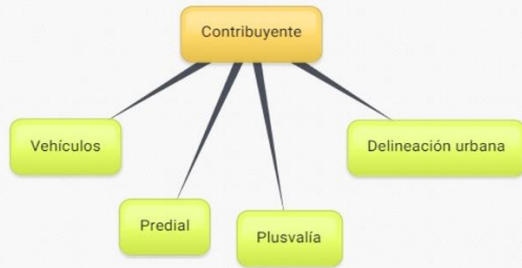 Contribuyente
Vehículos
Delineación urbana
Predial
Plusvalía